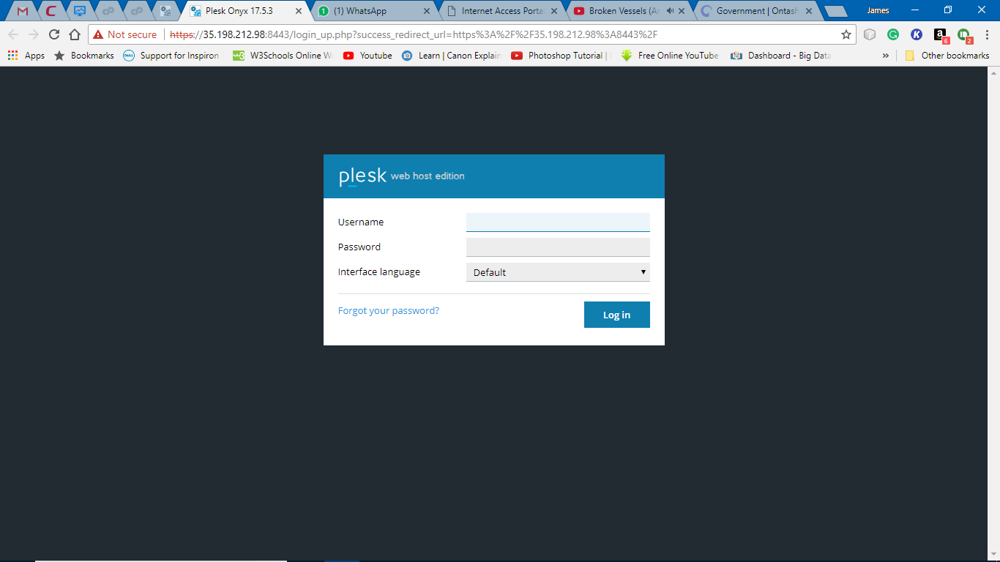 Plesk Onyx 17.5.3
(1) WhatsApp
Internet Access Porta
Broken Vessels (A
Government | Ontash
James
Not secure
https://35.198.212.98:8443/login_up.php?success_redirect_url=https%3A%2F%2F35.198.212.98%3A8443%2F
6
2
Apps
Bookmarks
Support for Inspiron
W3Schools Online W
Youtube
Learn | Canon Explain
Photoshop Tutorial |
Free Online YouTube
Dashboard - Big Data
»
Other bookmarks
plesk web host edition
Username
Password
Interface language
Default
Forgot your password?
Log in